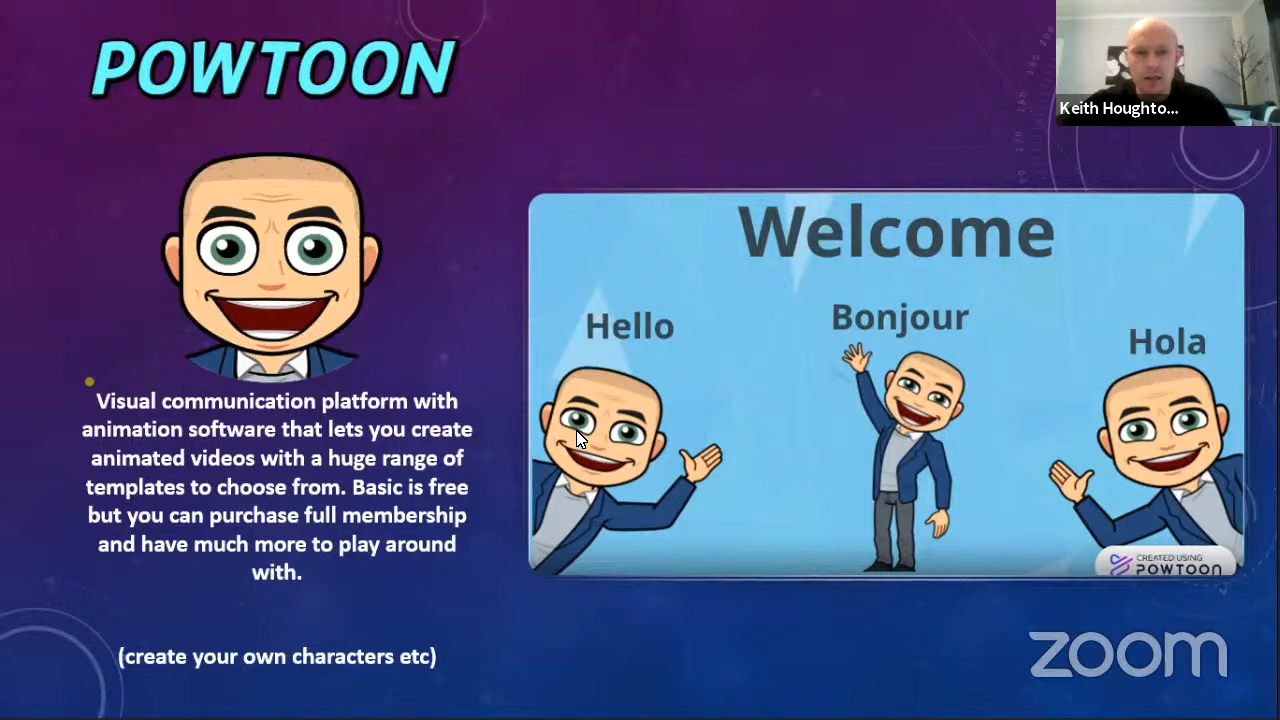 POWTOON
Keith Houghto...
Welcome
Hello
Bonjour
Hola
Visual communication platform with
animation software that lets you create
animated videos with a huge range of
templates to choose from. Basic is free
but you can purchase full membership
and have much more to play around
with.
CREATED USING
POWTOON
(create your own characters etc)
zoom